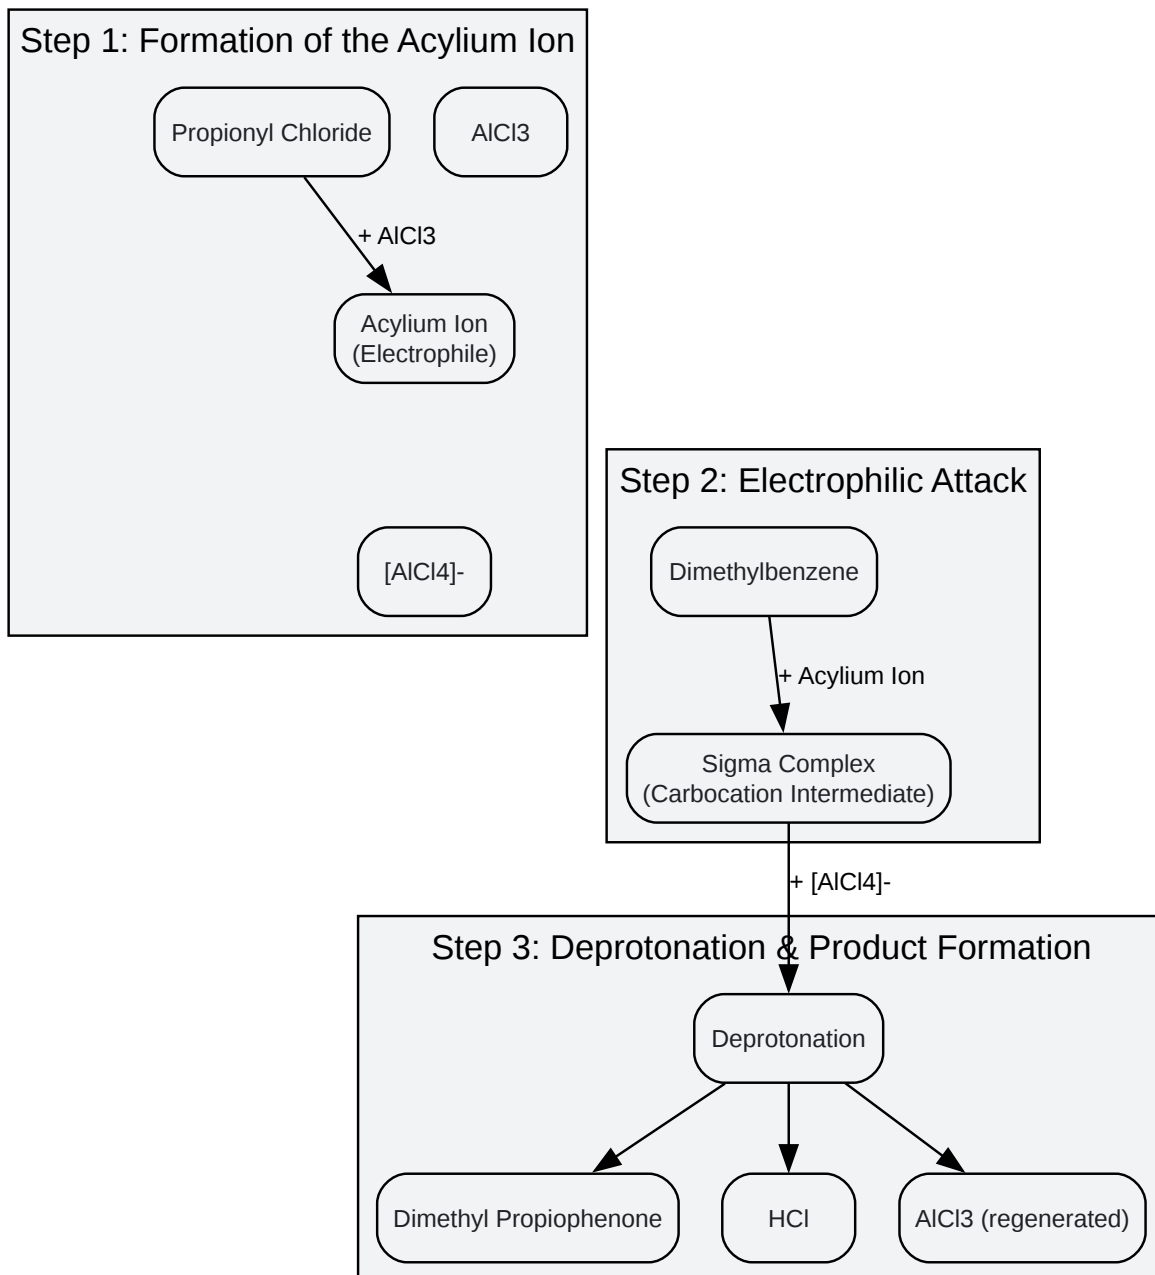 Step 1: Formation of the Acylium Ion
Propionyl Chloride
AlCl3
+ AlCl3
Acylium Ion
(Electrophile)
[AlCl4]-
Step 2: Electrophilic Attack
Dimethylbenzene
+ Acylium Ion
Sigma Complex
(Carbocation Intermediate)
+ [AlCl4]-
Step 3: Deprotonation & Product Formation
Deprotonation
Dimethyl Propiophenone
HCl
AlCl3 (regenerated)